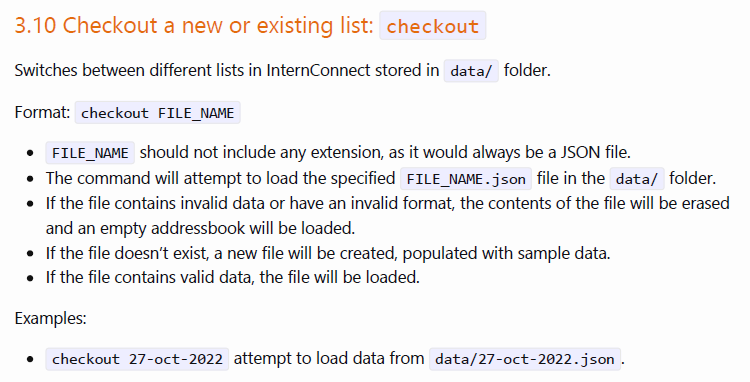 3.10 Checkout a new or existing list: checkout
Switches between different lists in InternConnect stored in data/ folder.
Format: checkout FILE_NAME
• FILE_NAME should not include any extension, as it would always be a JSON file.
• The command will attempt to load the specified FILE_NAME.json file in the data/ folder.
• If the file contains invalid data or have an invalid format, the contents of the file will be erased
and an empty addressbook will be loaded.
• If the file doesn’t exist, a new file will be created, populated with sample data.
• If the file contains valid data, the file will be loaded.
Examples:
• checkout 27-oct-2022 attempt to load data from data/27-oct-2022.json.